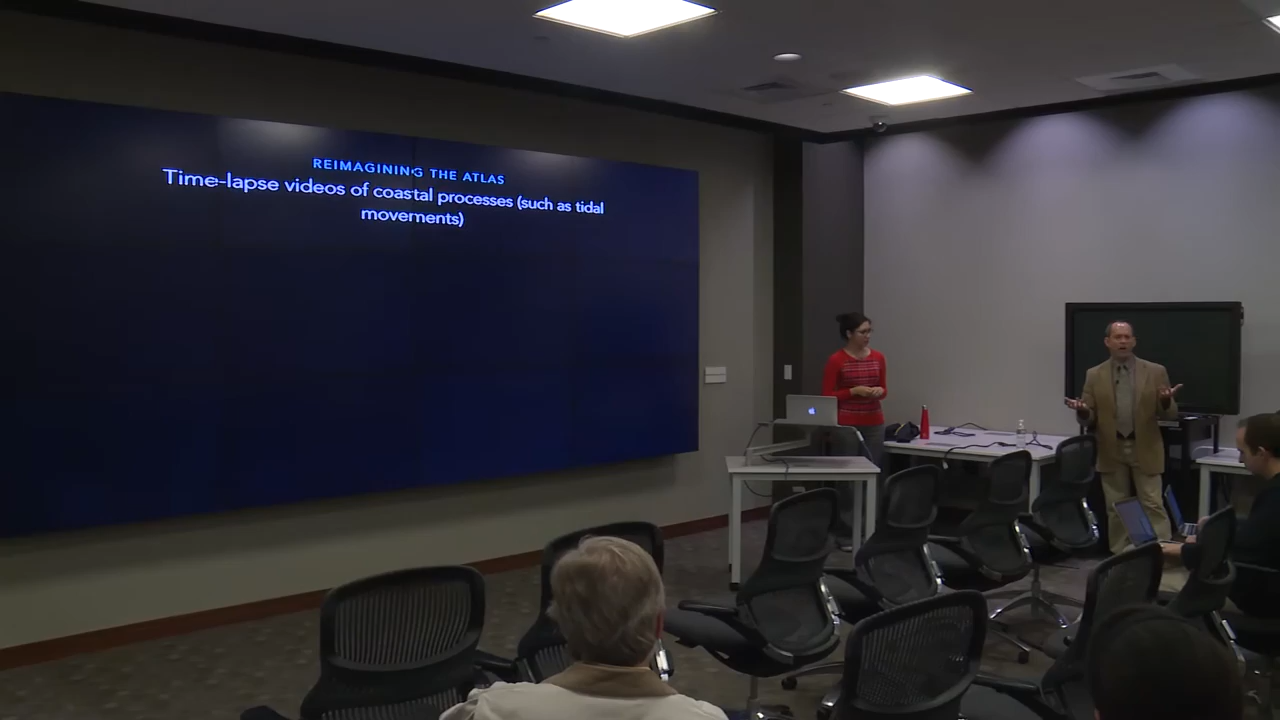 REIMAGINING THE ATLAS
Time-lapse videos of coastal processes (such as tidal
movements)